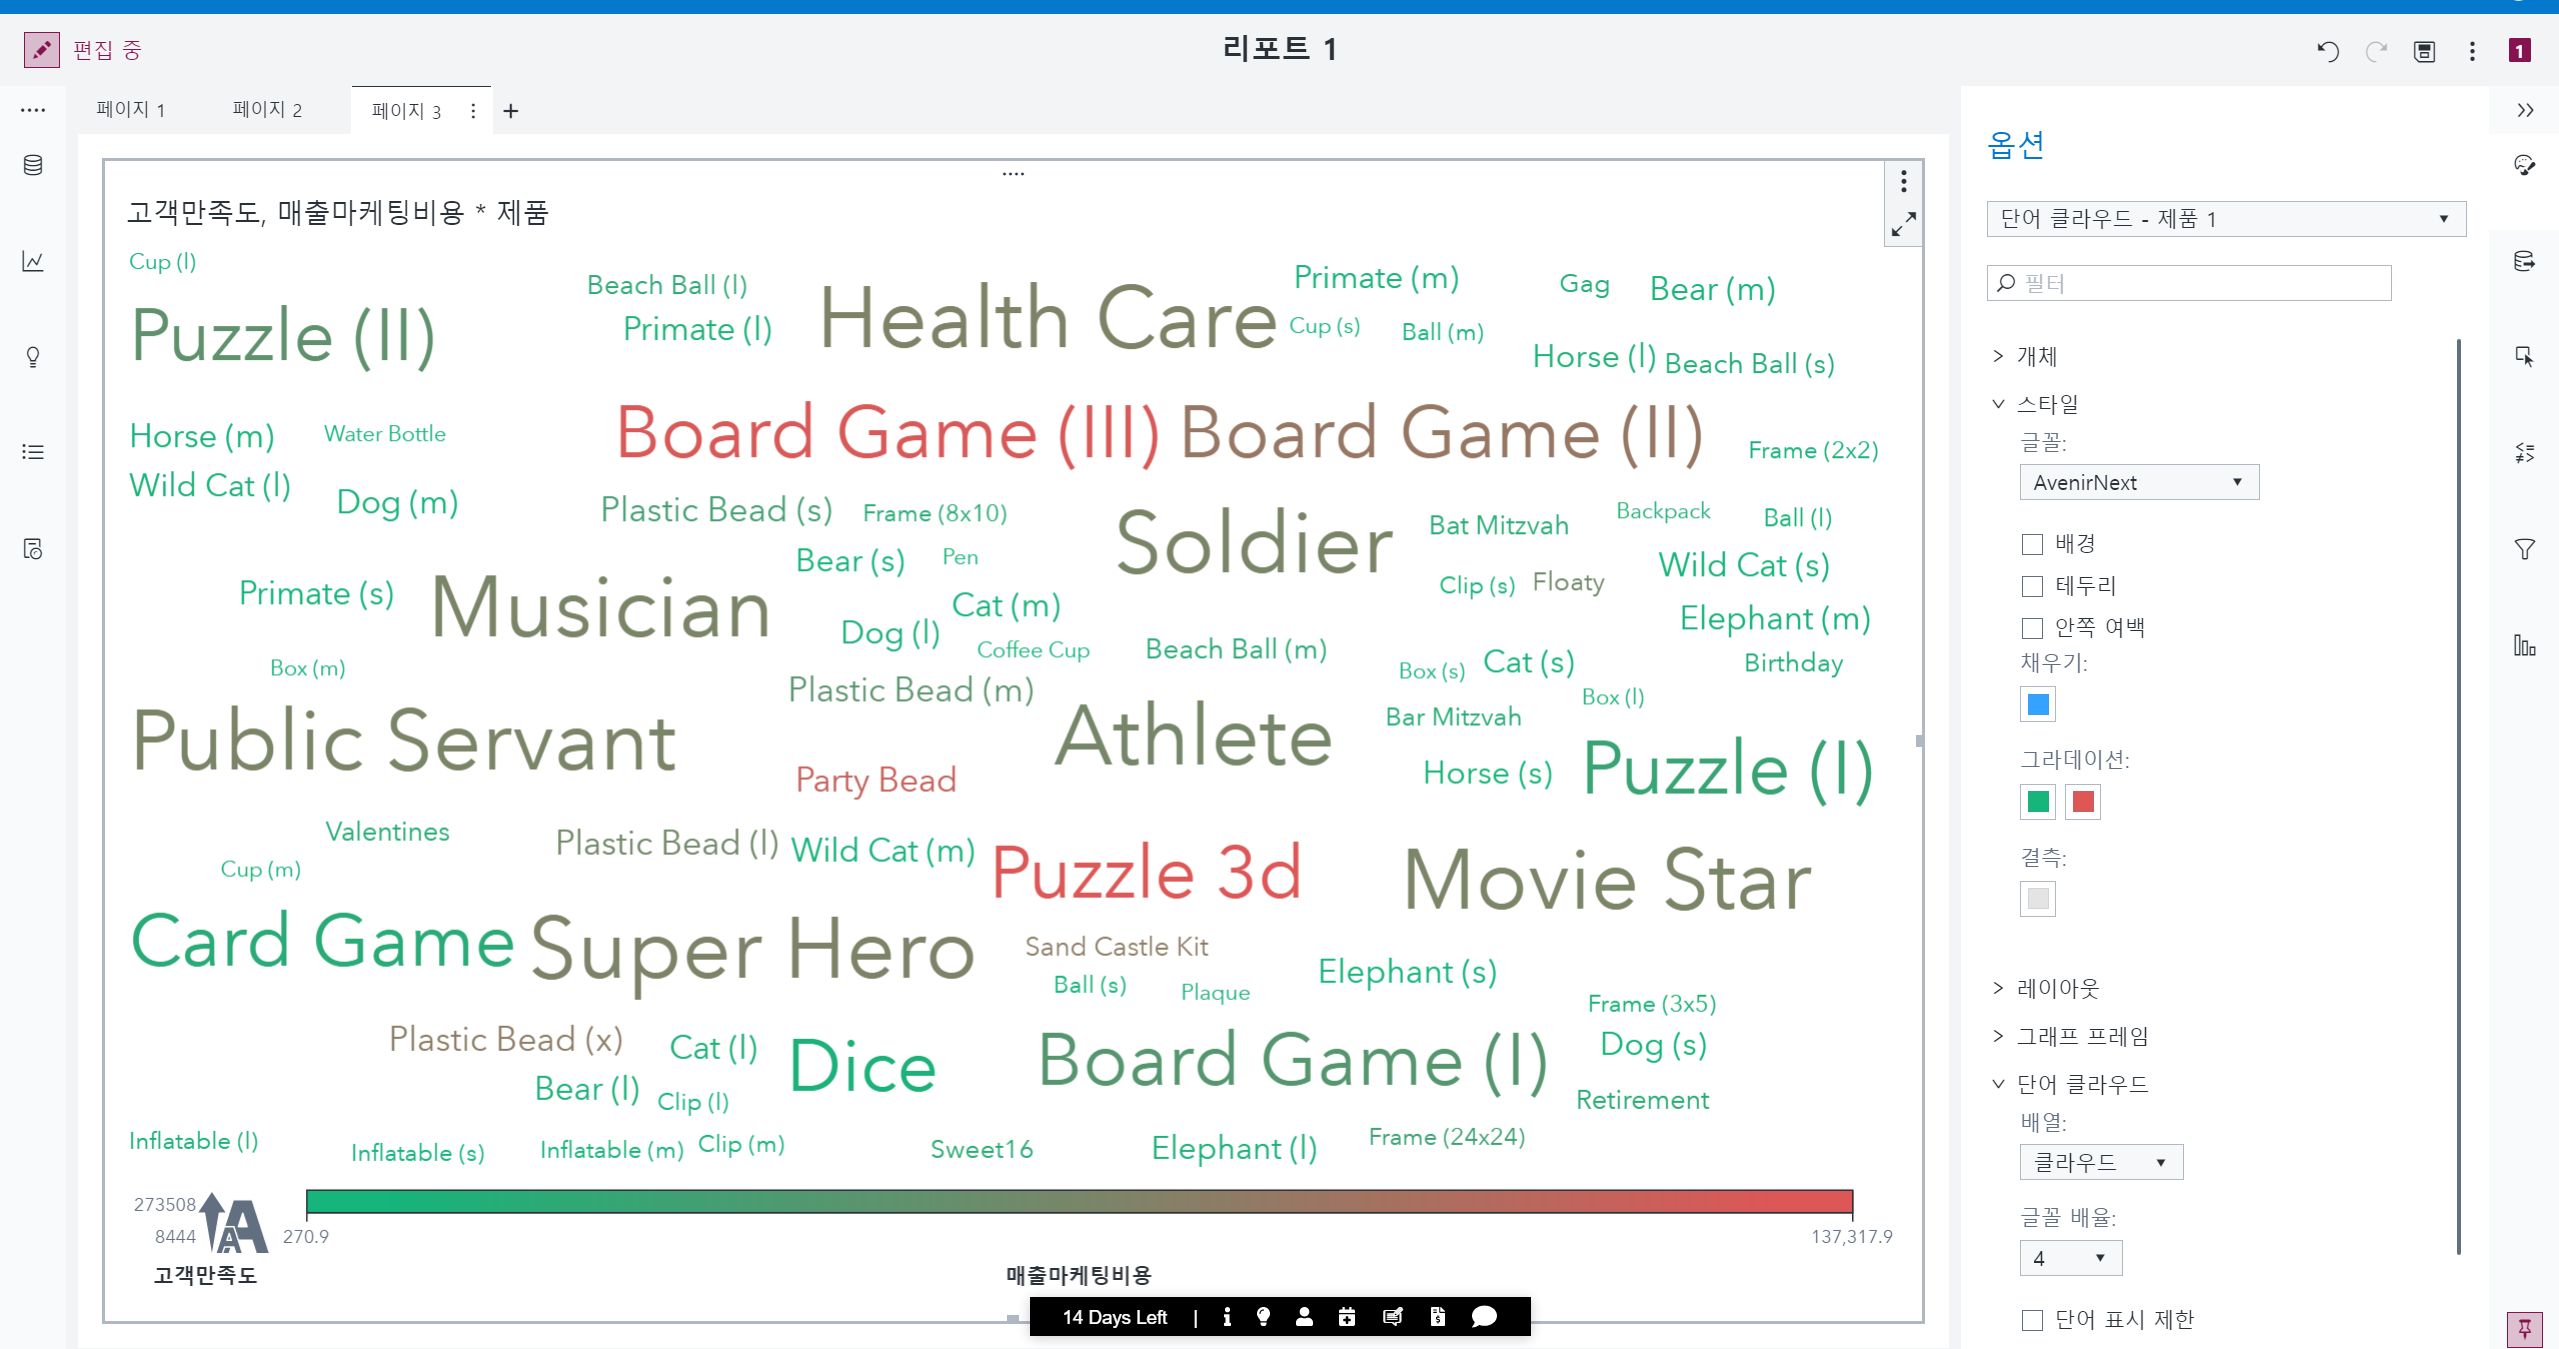 편집 중
리포트 1
1
페이지 1
페이지 2
페이지 3
고객만족도, 매출마케팅비용 * 제품
Cup (l)
Puzzle (II)
Beach Ball (l)
Primate (l)
Health Care
Primate (m)
Cup (s)
Ball (m)
Gag
Bear (m)
Horse (l)
Beach Ball (s)
Horse (m)
Water Bottle
Board Game (III)
Board Game (II)
Frame (2x2)
Wild Cat (l)
Dog (m)
Plastic Bead (s)
Frame (8x10)
Soldier
Bat Mitzvah
Backpack
Ball (l)
Bear (s)
Pen
Wild Cat (s)
Clip (s)
Floaty
Primate (s)
Musician
Cat (m)
Dog (l)
Elephant (m)
Coffee Cup
Beach Ball (m)
Box (m)
Box (s)
Cat (s)
Birthday
Plastic Bead (m)
Box (l)
Public Servant
Athlete
Bar Mitzvah
Party Bead
Horse (s)
Puzzle (I)
Valentines
Plastic Bead (l)
Wild Cat (m)
Cup (m)
Puzzle 3d
Movie Star
Card Game
Super Hero
Sand Castle Kit
Ball (s)
Plaque
Elephant (s)
Frame (3x5)
Plastic Bead (x)
Cat (l)
Dice
Board Game (I)
Dog (s)
Bear (l)
Clip (l)
Retirement
Inflatable (l)
Inflatable (s)
Inflatable (m)
Clip (m)
Sweet16
Elephant (l)
Frame (24x24)
273508
8444
고객만족도
270.9
137,317.9
매출마케팅비용
14 Days Left |
옵션
단어 클라우드 - 제품 1
필터
개체
스타일
글꼴:
AvenirNext
배경
테두리
안쪽 여백
채우기:
그라데이션:
결측:
레이아웃
그래프 프레임
단어 클라우드
배열:
클라우드
글꼴 배율:
4
단어 표시 제한